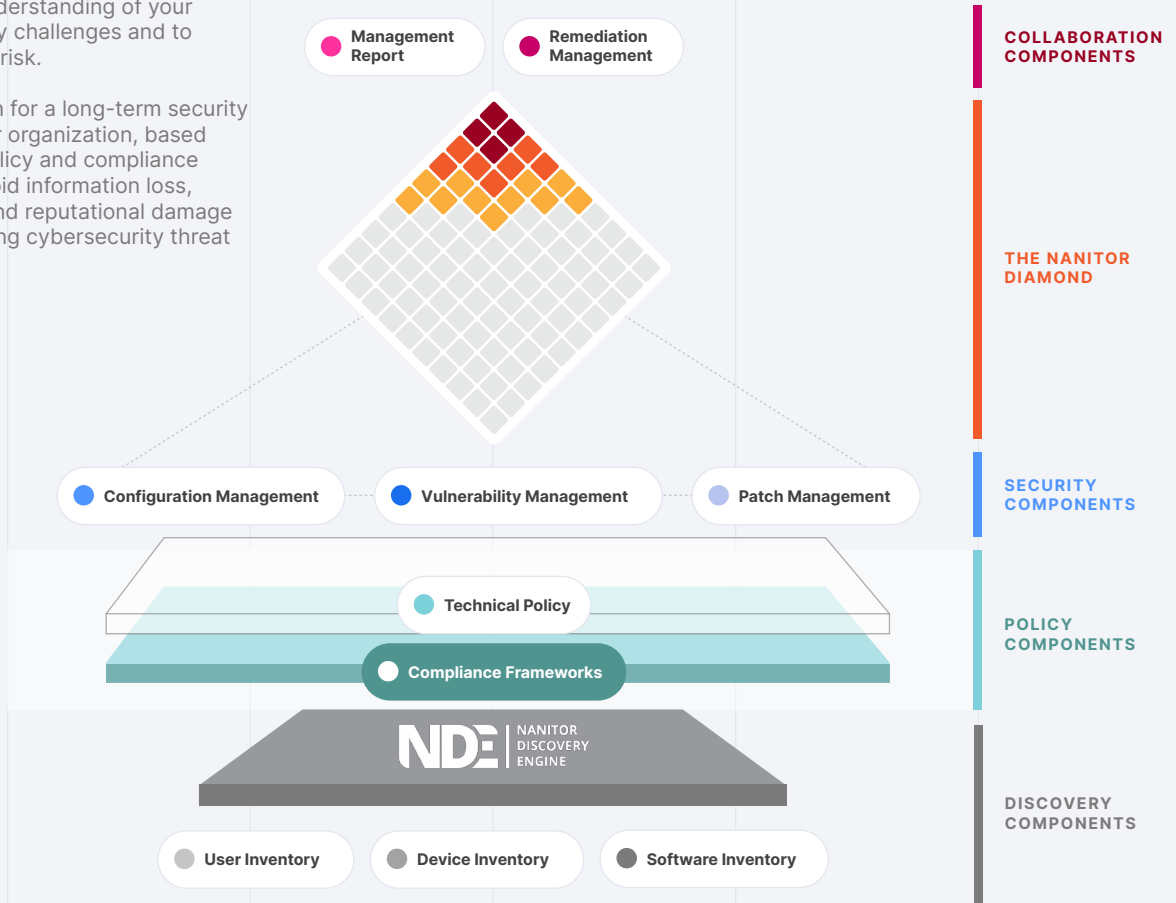 derstanding of your
y challenges and to
risk.
for a long-term security
organization, based
licy and compliance
oid information loss,
nd reputational damage
ng cybersecurity threat
Management
Report
Remediation
Management
COLLABORATION
COMPONENTS
THE NANITOR
DIAMOND
Configuration Management
Vulnerability Management
Patch Management
SECURITY
COMPONENTS
Technical Policy
Compliance Frameworks
POLICY
COMPONENTS
NDE
NANITOR
DISCOVERY
ENGINE
DISCOVERY
COMPONENTS
User Inventory
Device Inventory
Software Inventory